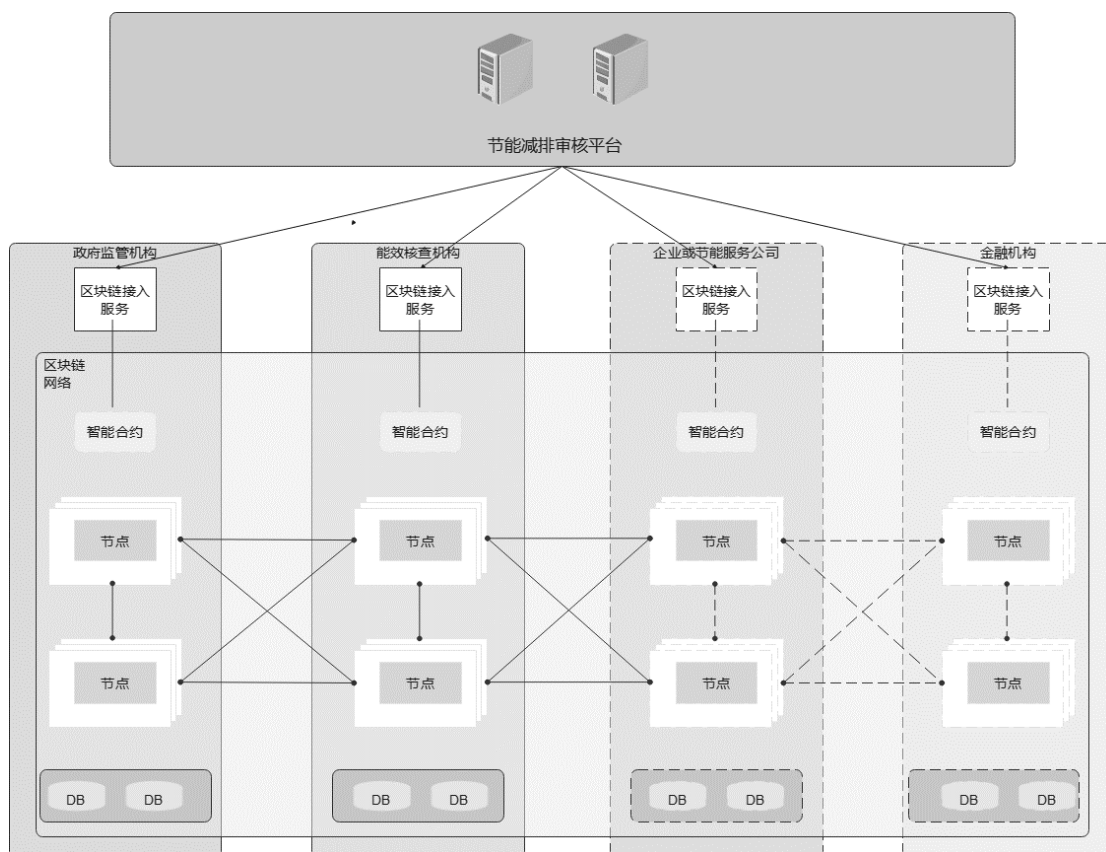 节能减排审核平台
政府监管机构
能效核查机构
企业或节能服务公司
金融机构
区块链接入
服务
区块链接入
服务
区块链接入
服务
区块链接入
服务
区块链
网络
智能合约
智能合约
智能合约
智能合约
节点
节点
节点
节点
节点
节点
节点
节点
DB
DB
DB
DB
DB
DB
DB
DB